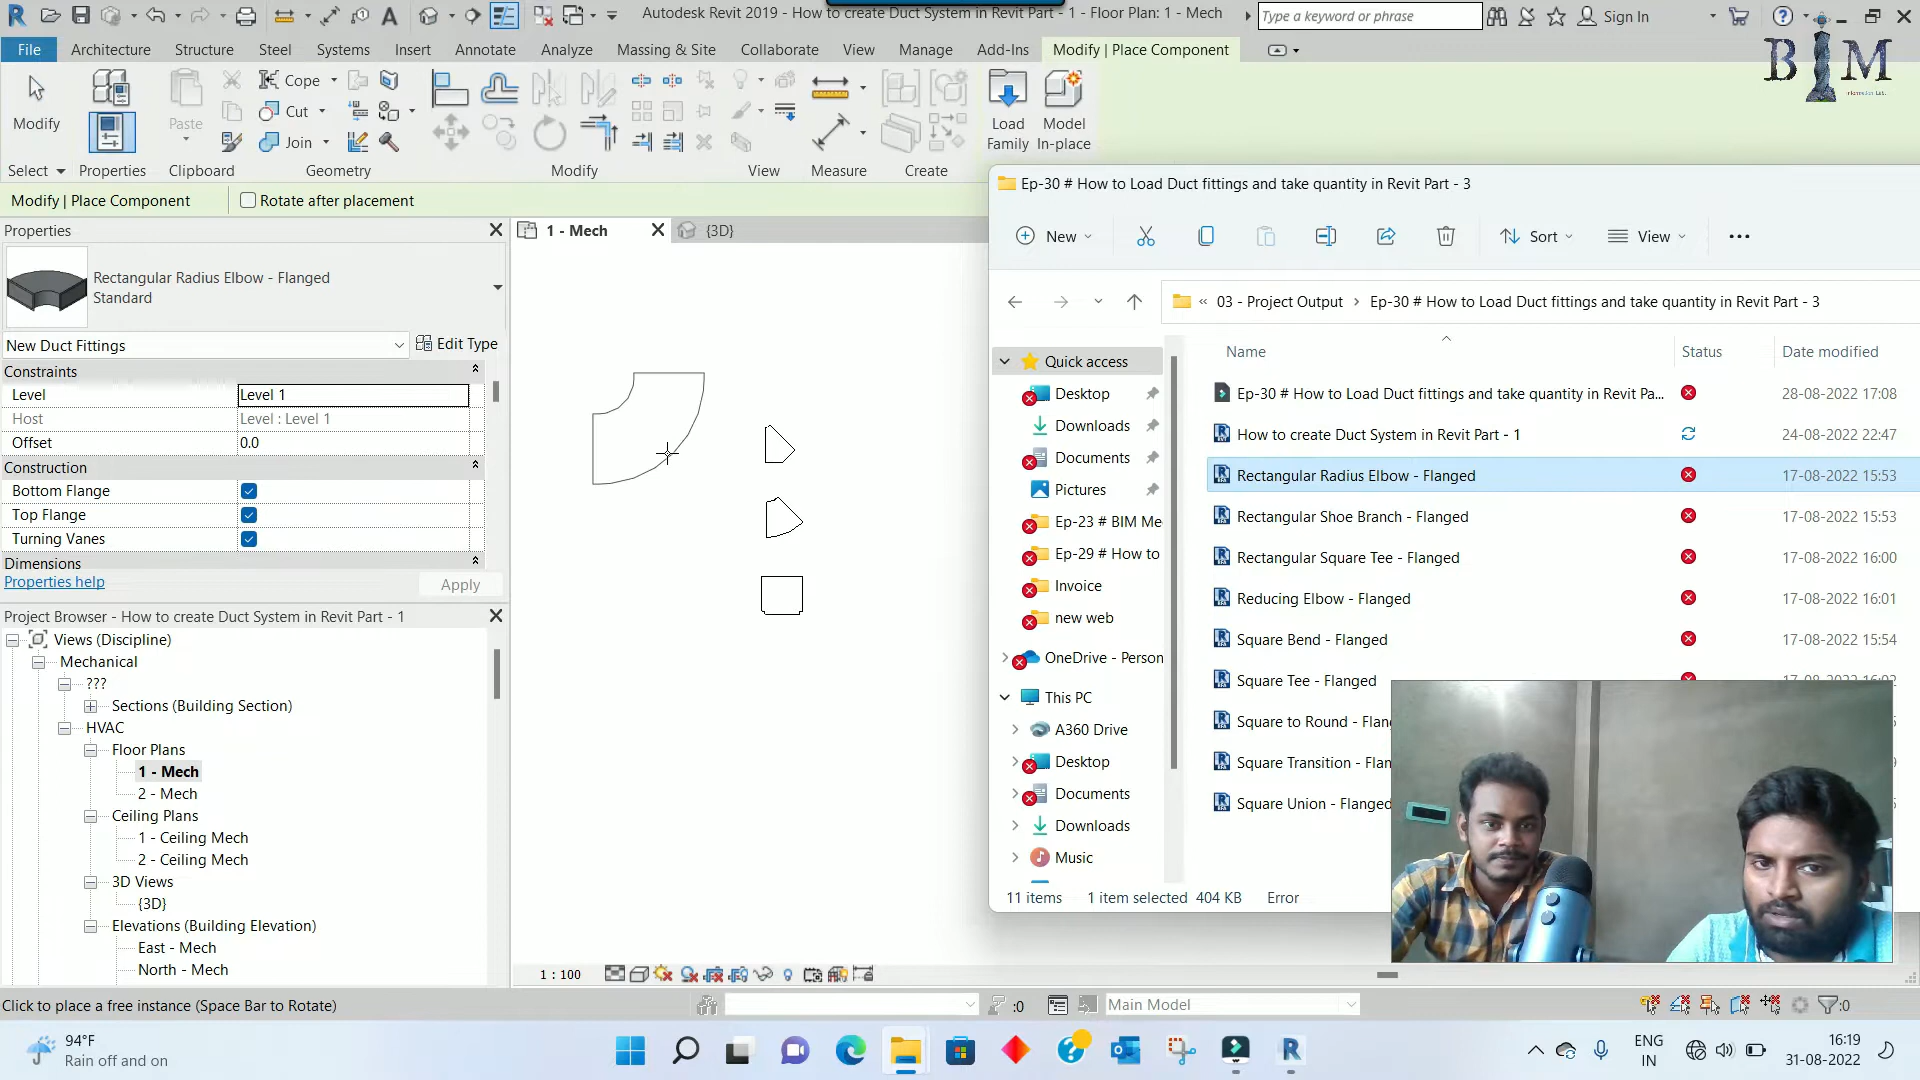 Autodesk Revit 2019 - How to create Duct System in Revit Part - 1 - Floor Plan: 1 - Mech
Type a keyword or phrase
Sign In
File
Architecture
Structure
Steel
Systems
Insert
Annotate
Analyze
Massing & Site
Collaborate
View
Manage
Add-Ins
Modify | Place Component
BIM
Modify
Paste
Cope
Cut
Join
Load Family
Model In-place
Select
Properties
Clipboard
Geometry
Modify
View
Measure
Create
Modify | Place Component
Rotate after placement
Properties
Rectangular Radius Elbow - Flanged
Standard
New Duct Fittings
Edit Type
Constraints
Level Level 1
Host Level : Level 1
Offset 0.0
Construction
Bottom Flange
Top Flange
Turning Vanes
Dimensions
Properties help
Apply
Project Browser - How to create Duct System in Revit Part - 1
Views (Discipline)
Mechanical
???
Sections (Building Section)
HVAC
Floor Plans
1 - Mech
2 - Mech
Ceiling Plans
1 - Ceiling Mech
2 - Ceiling Mech
3D Views
{3D}
Elevations (Building Elevation)
East - Mech
North - Mech
1 - Mech
{3D}
1 : 100
Ep-30 # How to Load Duct fittings and take quantity in Revit Part - 3
New
Sort
View
« 03 - Project Output > Ep-30 # How to Load Duct fittings and take quantity in Revit Part - 3
Quick access
Desktop
Downloads
Documents
Pictures
Ep-23 # BIM Me
Ep-29 # How to
Invoice
new web
OneDrive - Person
This PC
A360 Drive
Desktop
Documents
Downloads
Music
Name Status Date modified
Ep-30 # How to Load Duct fittings and take quantity in Revit Pa... 28-08-2022 17:08
How to create Duct System in Revit Part - 1 24-08-2022 22:47
Rectangular Radius Elbow - Flanged 17-08-2022 15:53
Rectangular Shoe Branch - Flanged 17-08-2022 15:53
Rectangular Square Tee - Flanged 17-08-2022 16:00
Reducing Elbow - Flanged 17-08-2022 16:01
Square Bend - Flanged 17-08-2022 15:54
Square Tee - Flanged
Square to Round - Flan
Square Transition - Flan
Square Union - Flanged
11 items 1 item selected 404 KB Error
Click to place a free instance (Space Bar to Rotate)
:0
Main Model
:0
94°F
Rain off and on
ENG
IN
16:19
31-08-2022